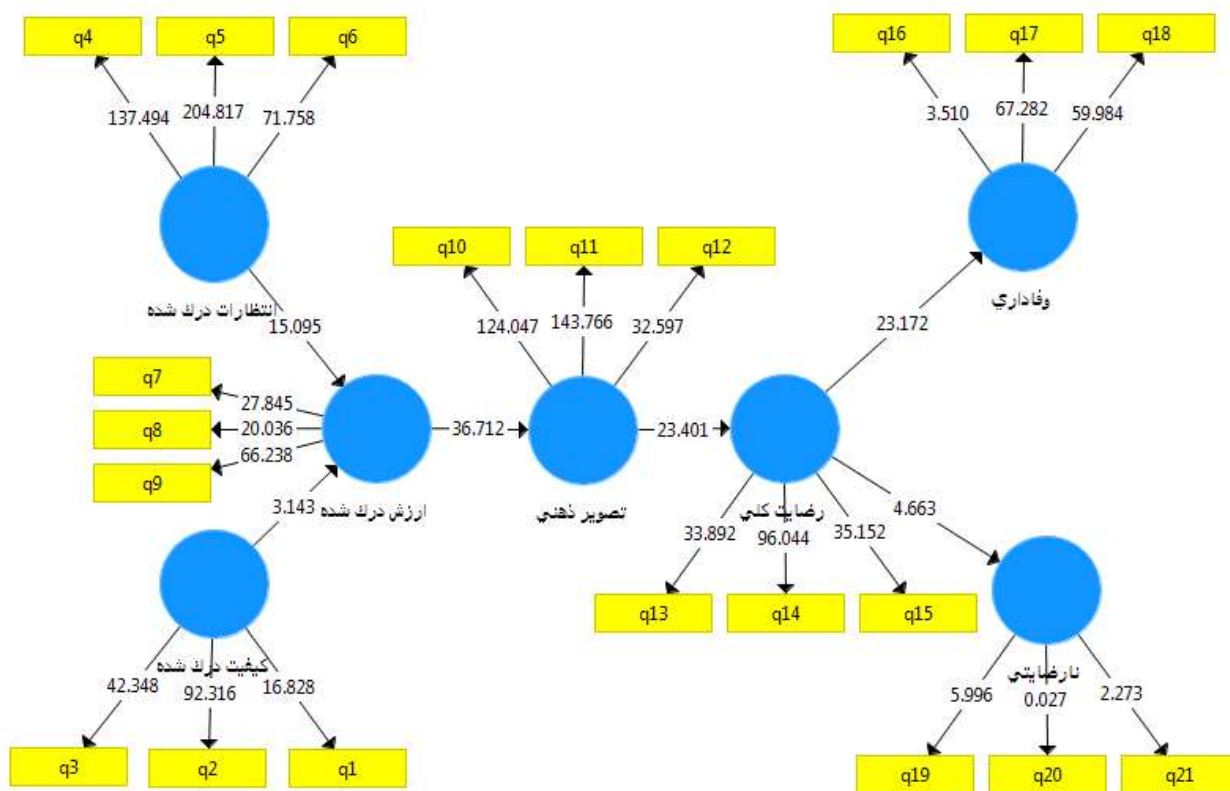 q4 q5 q6
137.494 204.817 71.758
انتظارات درك شده
15.095
q16 q17 q18
3.510 67.282 59.984
وفاداري
23.172
q10 q11 q12
124.047 143.766 32.597
تصوير ذهني
q7
27.845
q8
20.036
q9
66.238
ارزش درك شده
36.712
23.401
3.143
كيفيت درك شده
42.348 92.316 16.828
q3 q2 q1
رضايت كلي
33.892 96.044 35.152
q13 q14 q15
4.663
نارضايتي
5.996 0.027 2.273
q19 q20 q21